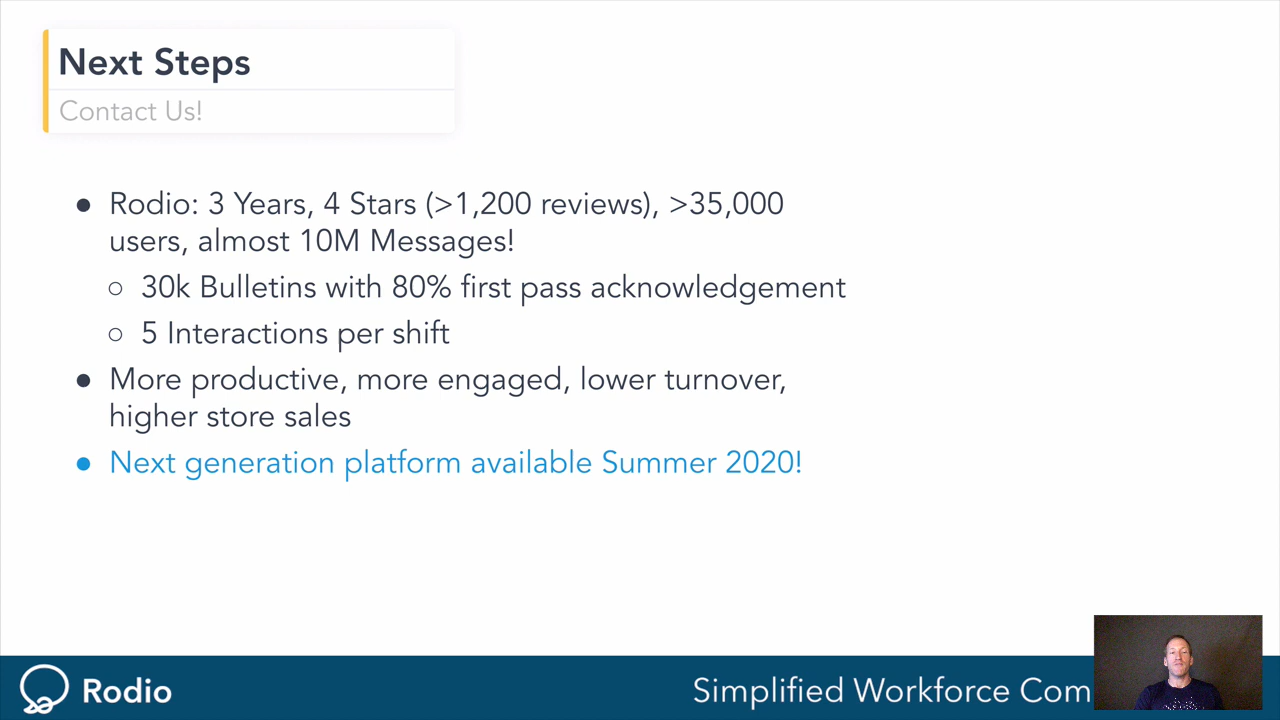 Next Steps
Contact Us!
● Rodio: 3 Years, 4 Stars (>1,200 reviews), >35,000
users, almost 10M Messages!
○ 30k Bulletins with 80% first pass acknowledgement
○ 5 Interactions per shift
● More productive, more engaged, lower turnover,
higher store sales
● Next generation platform available Summer 2020!
Rodio
Simplified Workforce Com